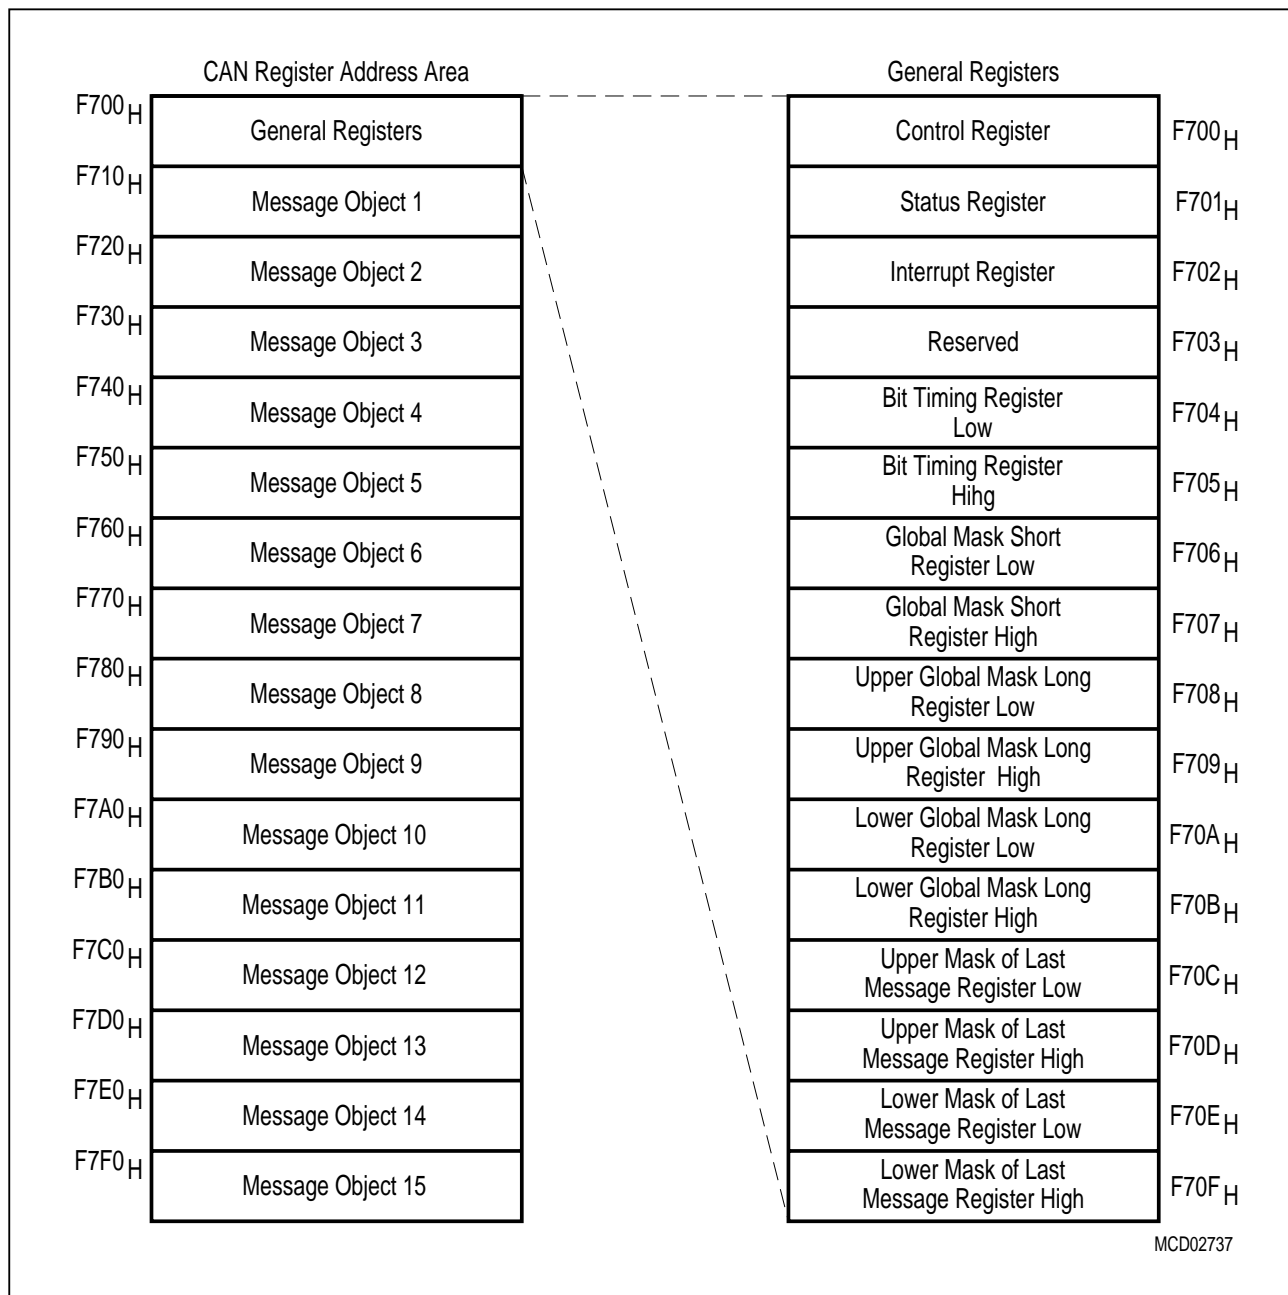 CAN Register Address Area
F700H
General Registers
F710H
Message Object 1
F720H
Message Object 2
F730H
Message Object 3
F740H
Message Object 4
F750H
Message Object 5
F760H
Message Object 6
F770H
Message Object 7
F780H
Message Object 8
F790H
Message Object 9
F7A0H
Message Object 10
F7B0H
Message Object 11
F7C0H
Message Object 12
F7D0H
Message Object 13
F7E0H
Message Object 14
F7F0H
Message Object 15
General Registers
Control Register
F700H
Status Register
F701H
Interrupt Register
F702H
Reserved
F703H
Bit Timing Register
Low
F704H
Bit Timing Register
Hihg
F705H
Global Mask Short
Register Low
F706H
Global Mask Short
Register High
F707H
Upper Global Mask Long
Register Low
F708H
Upper Global Mask Long
Register High
F709H
Lower Global Mask Long
Register Low
F70AH
Lower Global Mask Long
Register High
F70BH
Upper Mask of Last
Message Register Low
F70CH
Upper Mask of Last
Message Register High
F70DH
Lower Mask of Last
Message Register Low
F70EH
Lower Mask of Last
Message Register High
F70FH
MCD02737